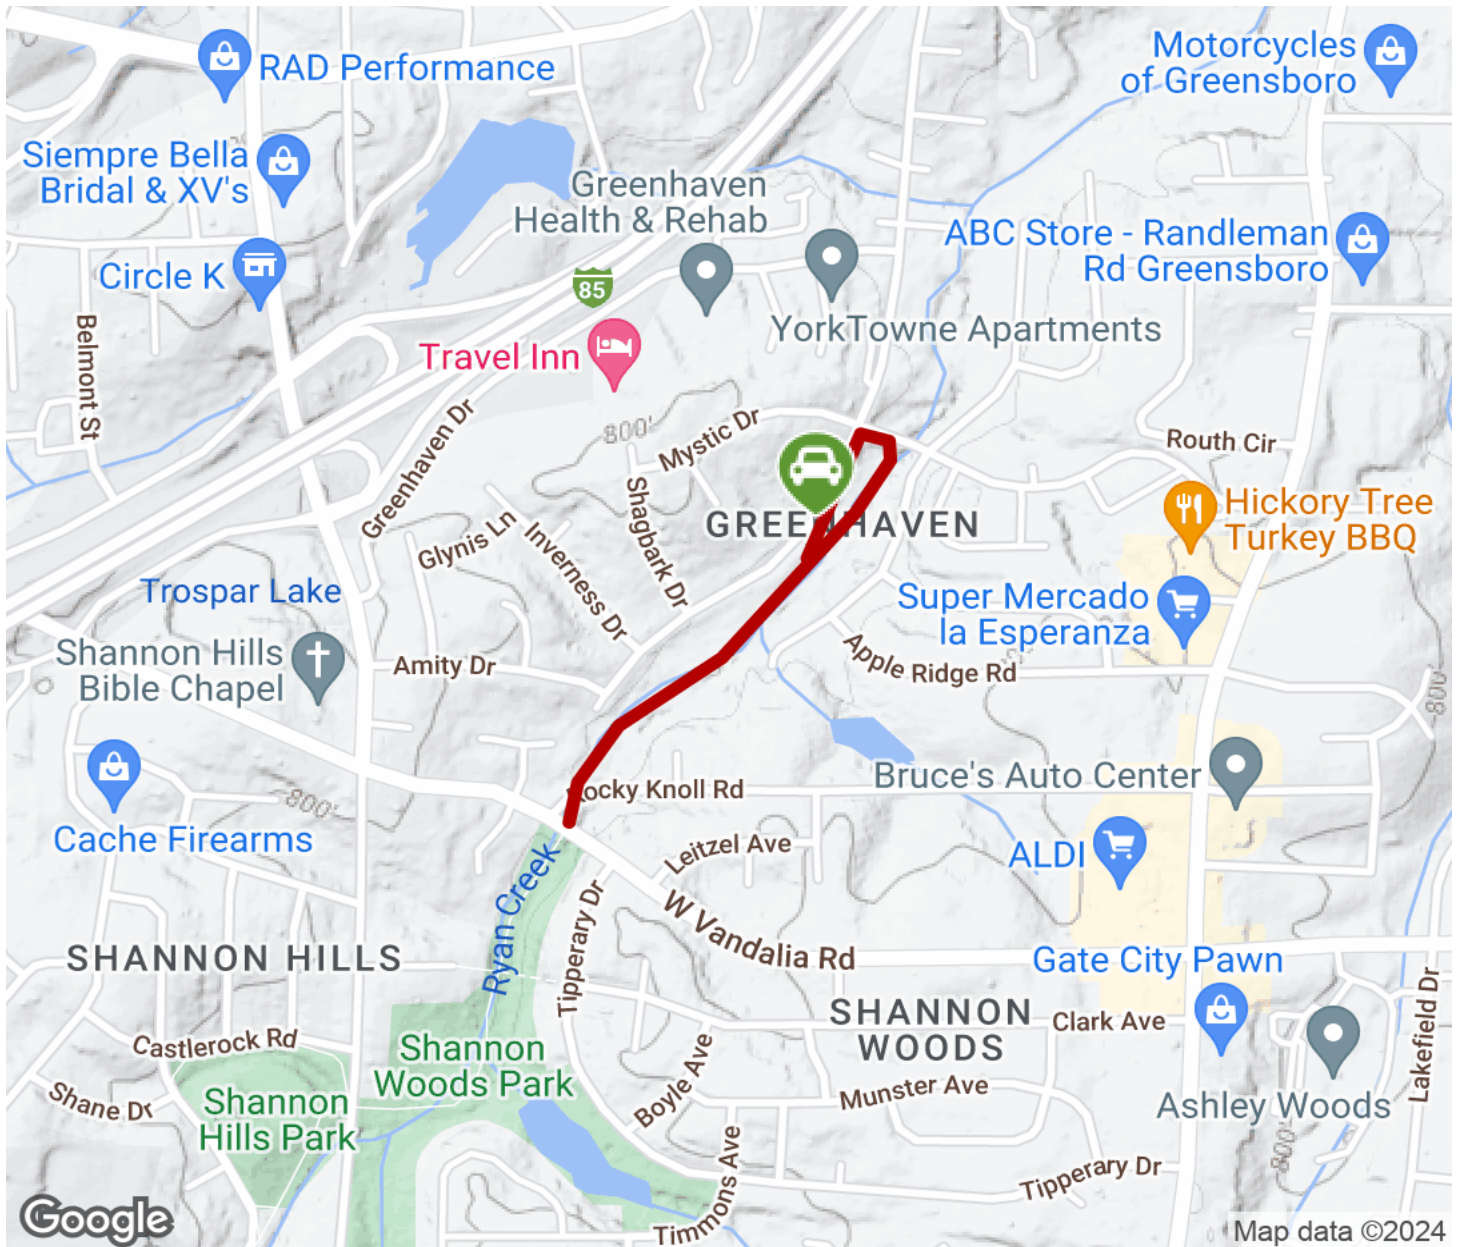 Motorcycles
of Greensboro
RAD Performance
Siempre Bella
Bridal & XV's
Greenhaven
Health & Rehab
ABC Store - Randleman
Rd Greensboro
Circle K
85
YorkTowne Apartments
Travel Inn
Belmont St
Greenhaven Dr
800'
Mystic Dr
Routh Cir
Shagbark Dr
Glynis Ln
Inverness Dr
GREENHAVEN
Hickory Tree
Turkey BBQ
Trospar Lake
Super Mercado
la Esperanza
Shannon Hills
Bible Chapel
Amity Dr
Apple Ridge Rd
800'
Bruce's Auto Center
Rocky Knoll Rd
800'
Cache Firearms
Leitzel Ave
ALDI
Ryan Creek
Tipperary Dr
W Vandalia Rd
SHANNON HILLS
Gate City Pawn
SHANNON
WOODS
Clark Ave
Lakefield Dr
Castlerock Rd
Shannon
Woods Park
Boyle Ave
Munster Ave
Shane Dr
Shannon
Hills Park
Ashley Woods
800'
Timmons Ave
Tipperary Dr
Google
Map data ©2024